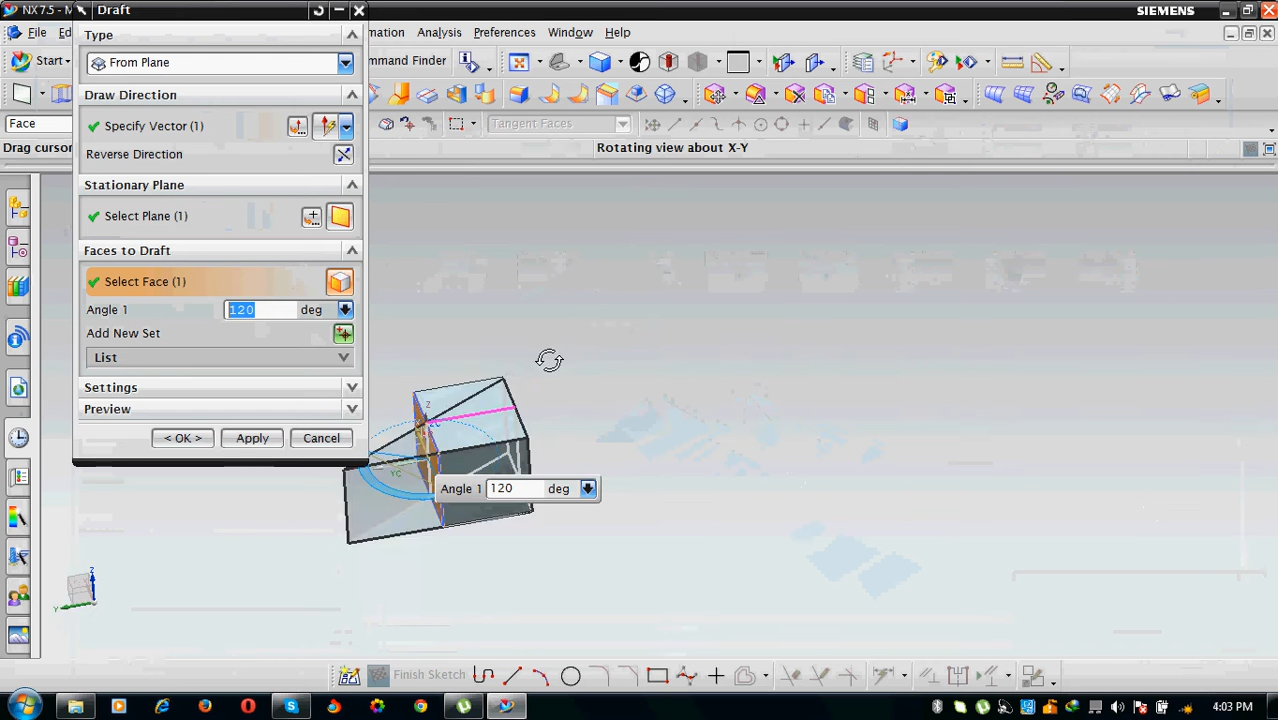 NX 7.5 - M
Draft
SIEMENS
File
Ed
mation
Analysis
Preferences
Window
Help
Type
From Plane
Start
mmand Finder
Draw Direction
Specify Vector (1)
Reverse Direction
Face
Tangent Faces
Drag cursor
Rotating view about X-Y
Stationary Plane
Select Plane (1)
Faces to Draft
Select Face (1)
Angle 1
120
deg
Add New Set
List
Settings
Preview
< OK >
Apply
Cancel
Z
YC
Angle 1
120
deg
Z
Y
Finish Sketch
4:03 PM